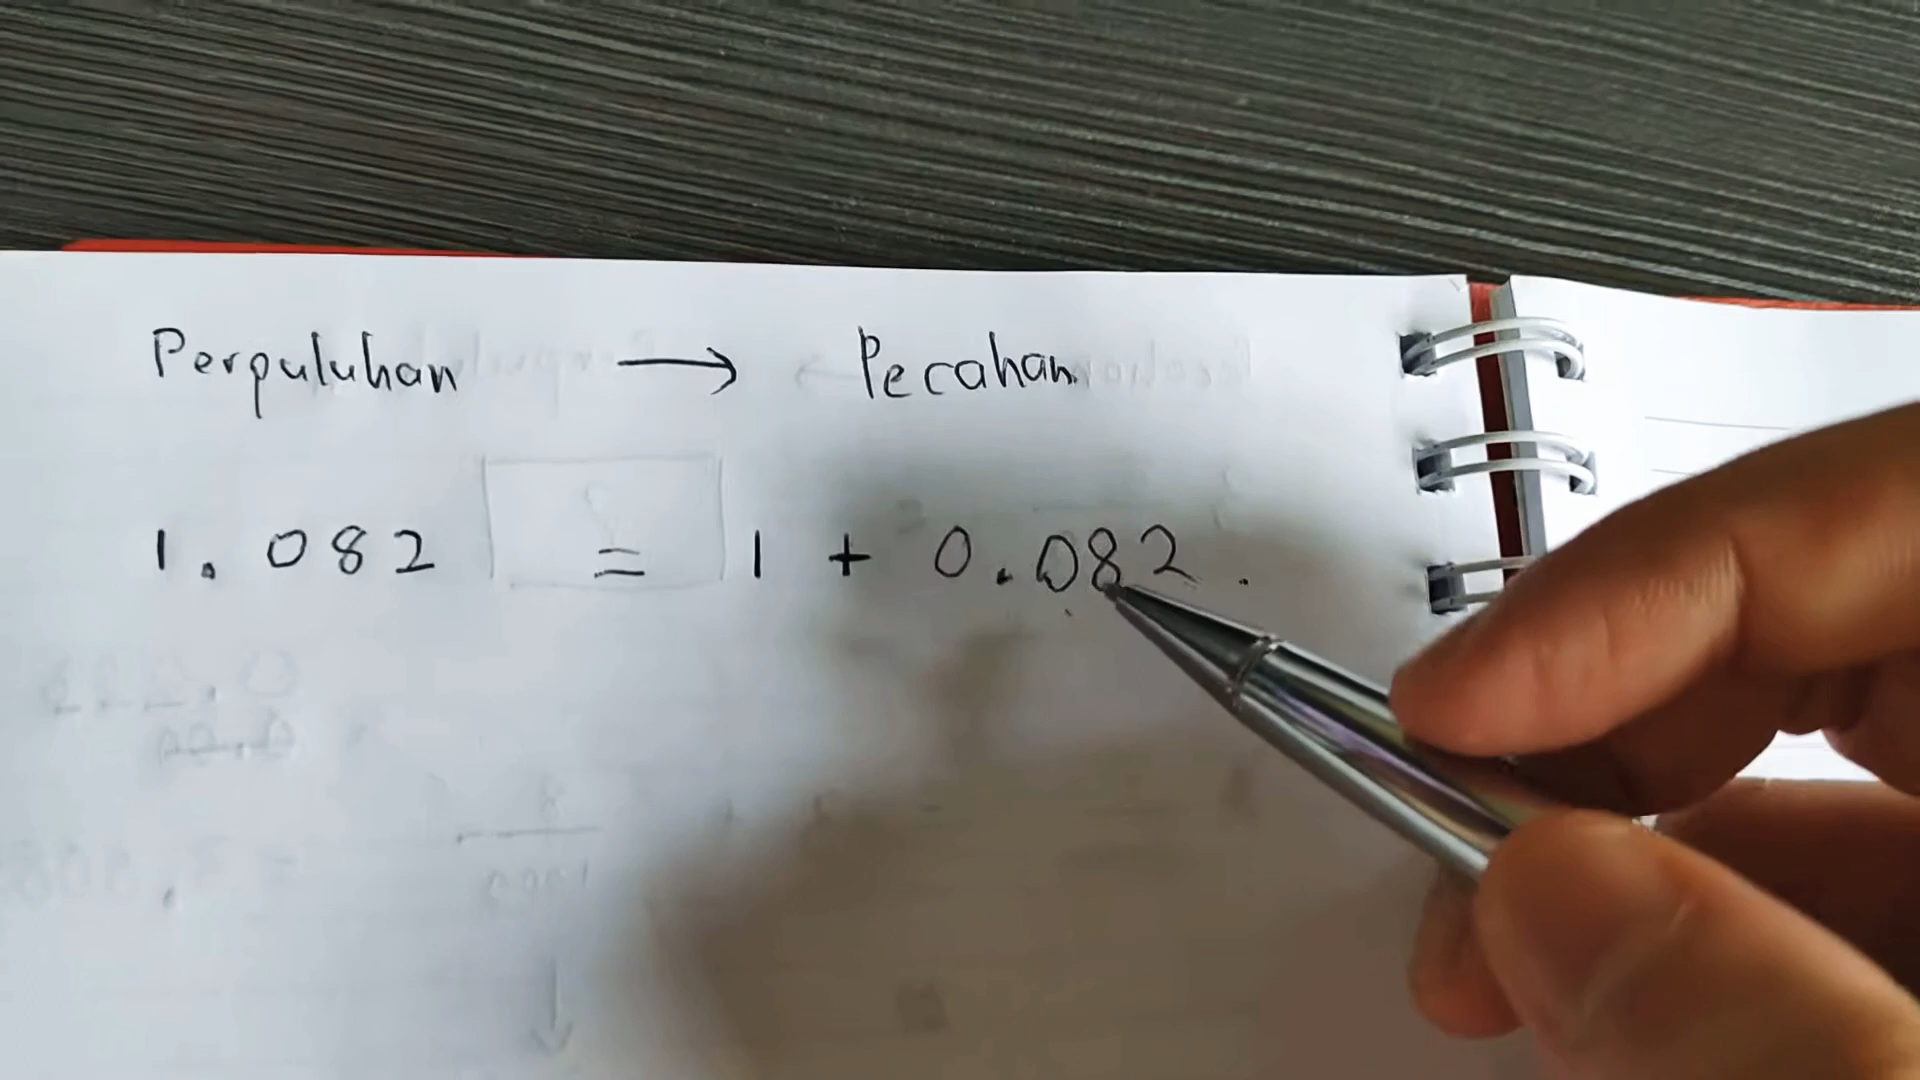 Perpuluhan → Pecahan
1.082 = 1 + 0.082.